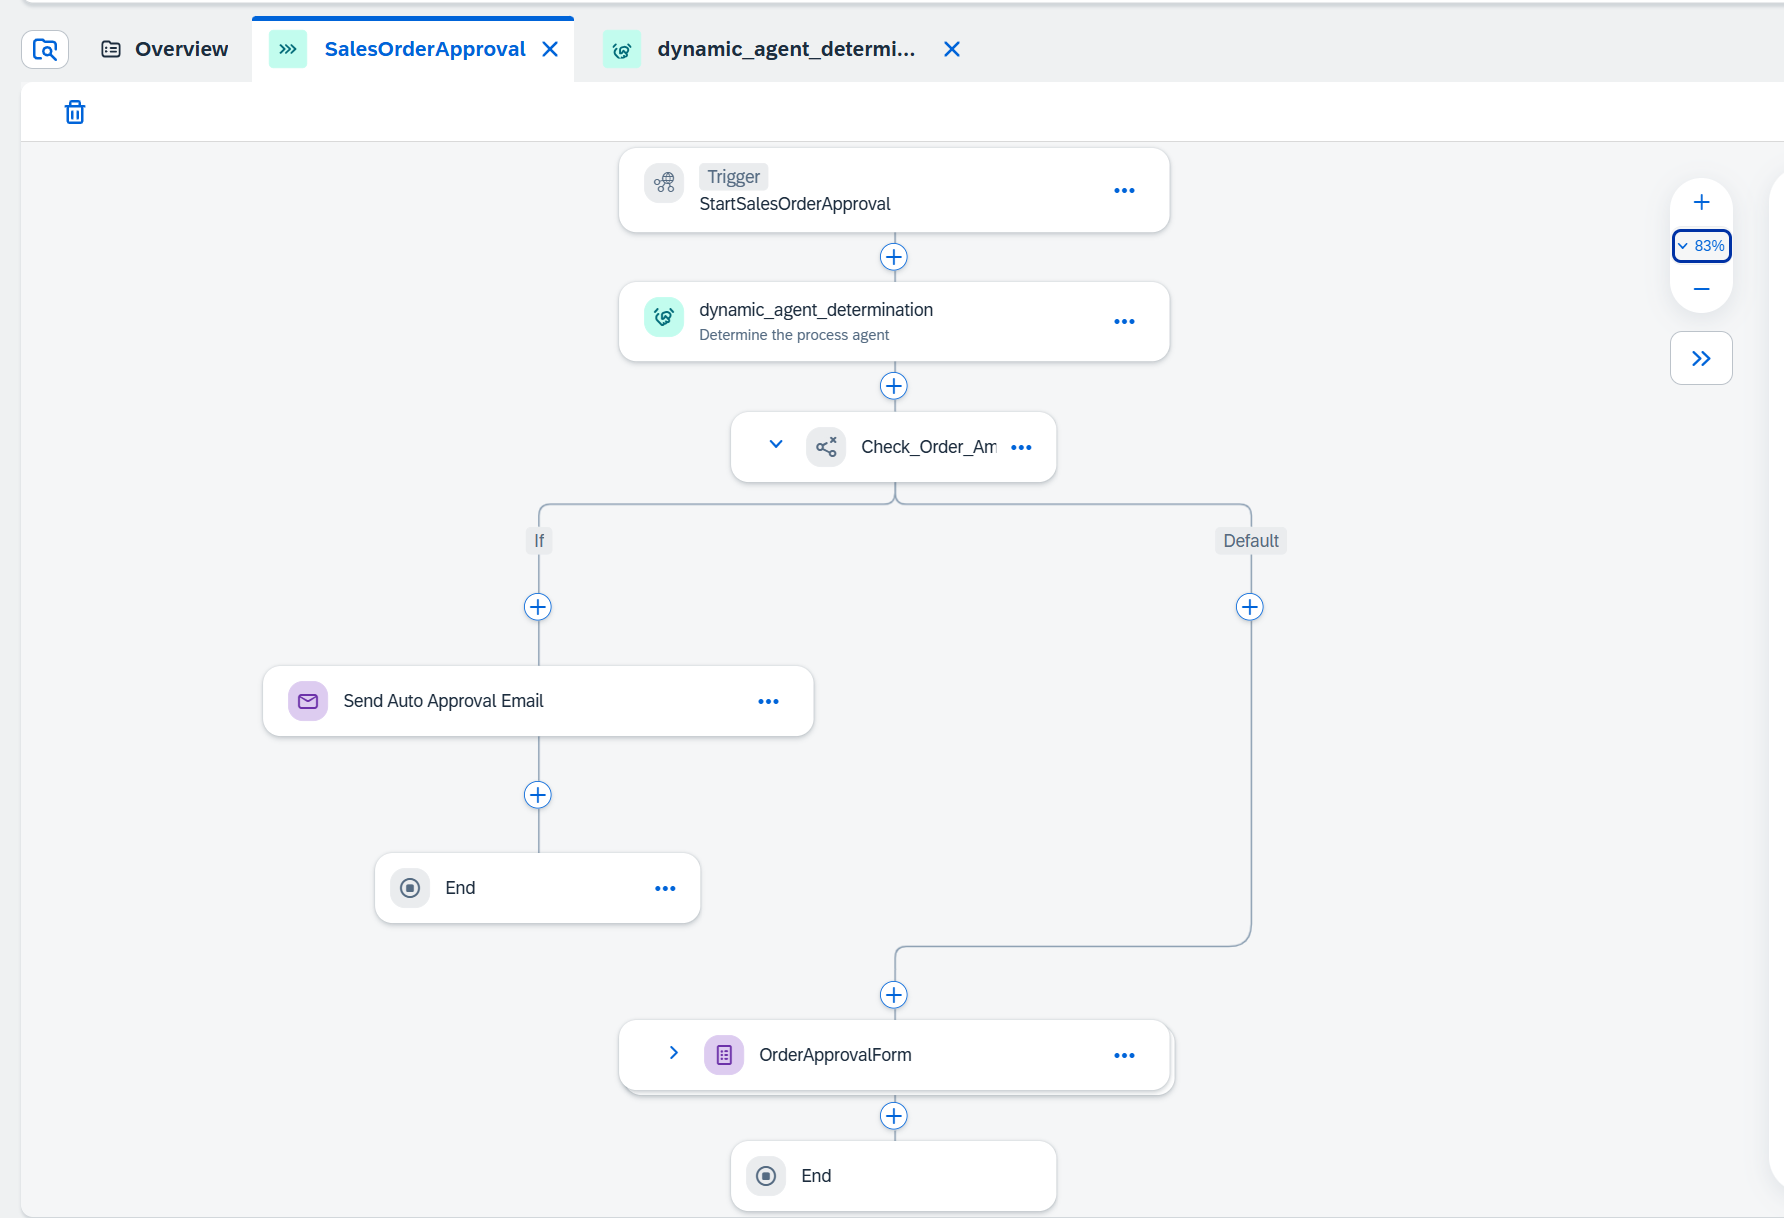 Overview
SalesOrderApproval
dynamic_agent_determi...
Trigger
StartSalesOrderApproval
83%
dynamic_agent_determination
Determine the process agent
Check_Order_Am
If
Default
Send Auto Approval Email
End
OrderApprovalForm
End